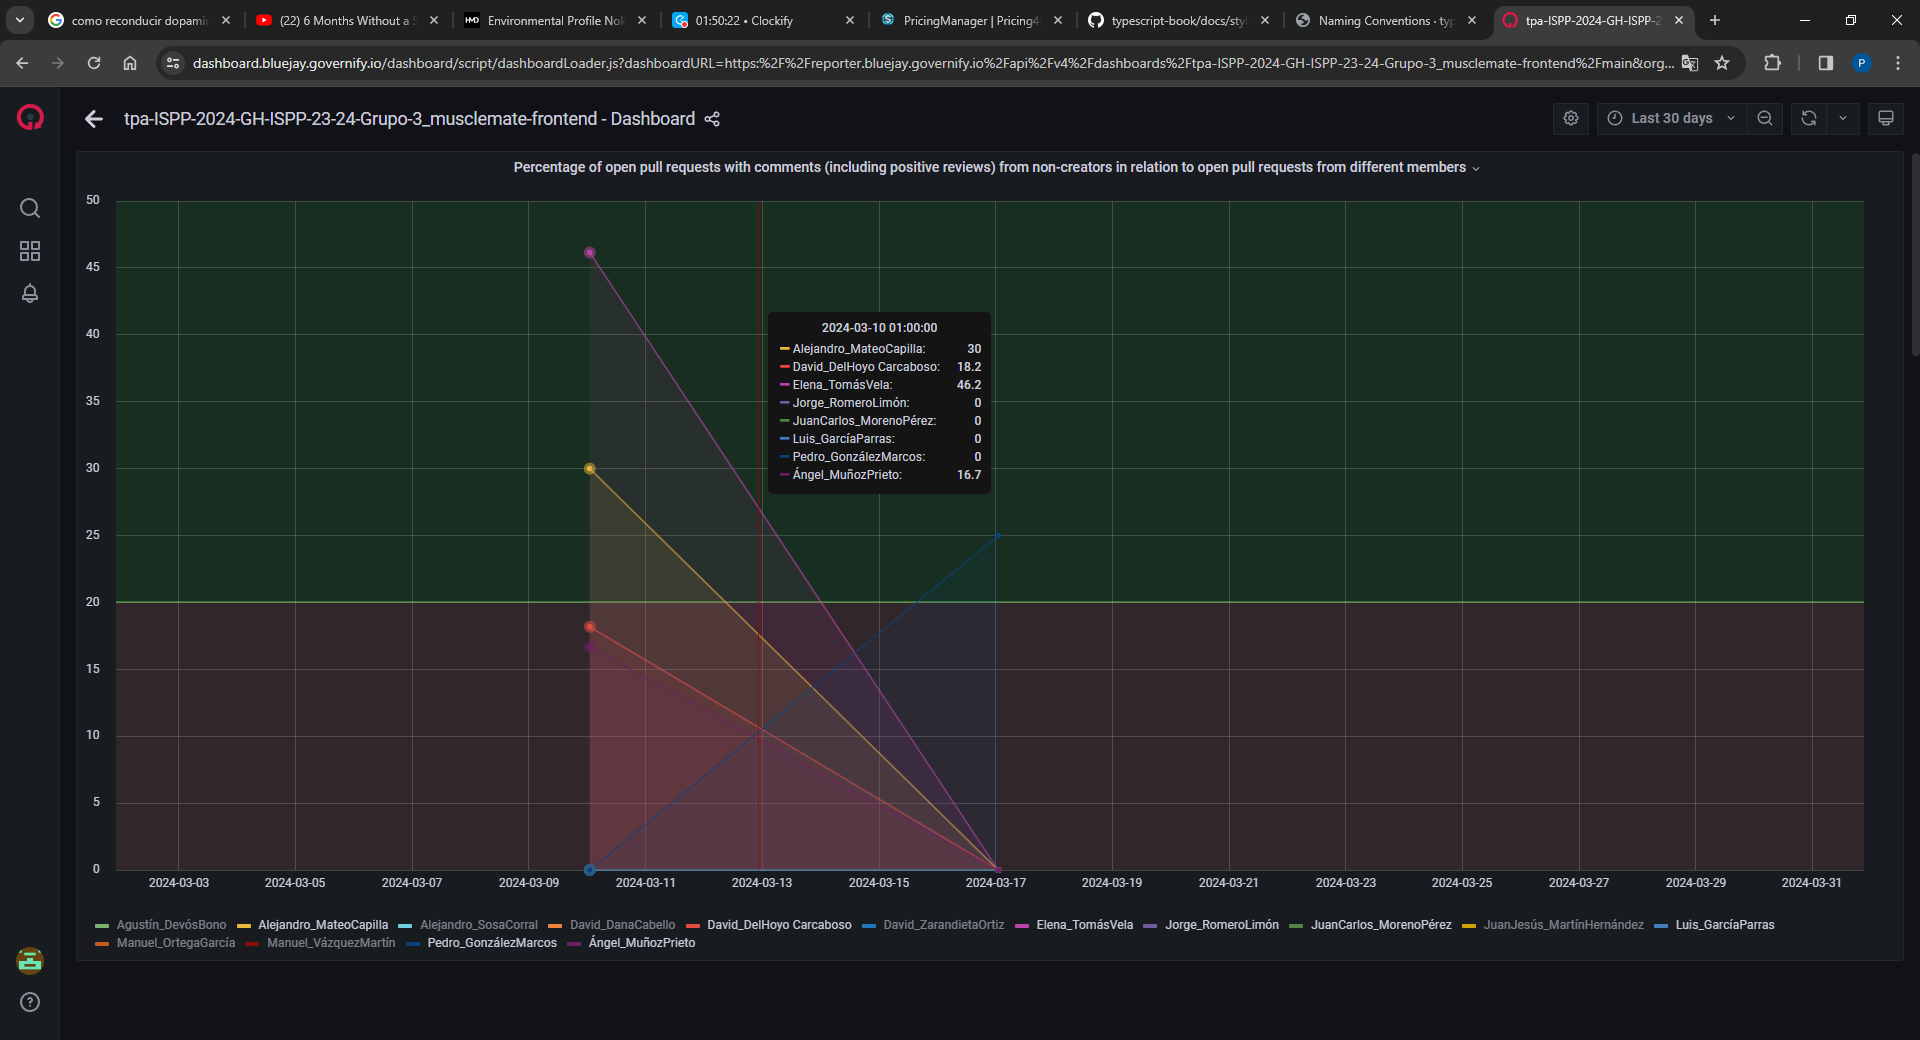 como reconducir dopami
(22) 6 Months Without a S
HMD Environmental Profile Nok
01:50:22 • Clockify
PricingManager | Pricing4
typescript-book/docs/styl
Naming Conventions · typ
tpa-ISPP-2024-GH-ISPP-2
dashboard.bluejay.governify.io/dashboard/script/dashboardLoader.js?dashboardURL=https:%2F%2Freporter.bluejay.governify.io%2Fapi%2Fv4%2Fdashboards%2Ftpa-ISPP-2024-GH-ISPP-23-24-Grupo-3_musclemate-frontend%2Fmain&org...
P
tpa-ISPP-2024-GH-ISPP-23-24-Grupo-3_musclemate-frontend - Dashboard
Last 30 days
Percentage of open pull requests with comments (including positive reviews) from non-creators in relation to open pull requests from different members
50
45
40
35
30
25
20
15
10
5
0
2024-03-10 01:00:00
Alejandro_MateoCapilla: 30
David_DelHoyo Carcaboso: 18.2
Elena_TomásVela: 46.2
Jorge_RomeroLimón: 0
JuanCarlos_MorenoPérez: 0
Luis_GarcíaParras: 0
Pedro_GonzálezMarcos: 0
Ángel_MuñozPrieto: 16.7
2024-03-03 2024-03-05 2024-03-07 2024-03-09 2024-03-11 2024-03-13 2024-03-15 2024-03-17 2024-03-19 2024-03-21 2024-03-23 2024-03-25 2024-03-27 2024-03-29 2024-03-31
Agustín_DevósBono Alejandro_MateoCapilla Alejandro_SosaCorral David_DanaCabello David_DelHoyo Carcaboso David_ZarandietaOrtiz Elena_TomásVela Jorge_RomeroLimón JuanCarlos_MorenoPérez JuanJesús_MartínHernández Luis_GarcíaParras
Manuel_OrtegaGarcía Manuel_VázquezMartín Pedro_GonzálezMarcos Ángel_MuñozPrieto